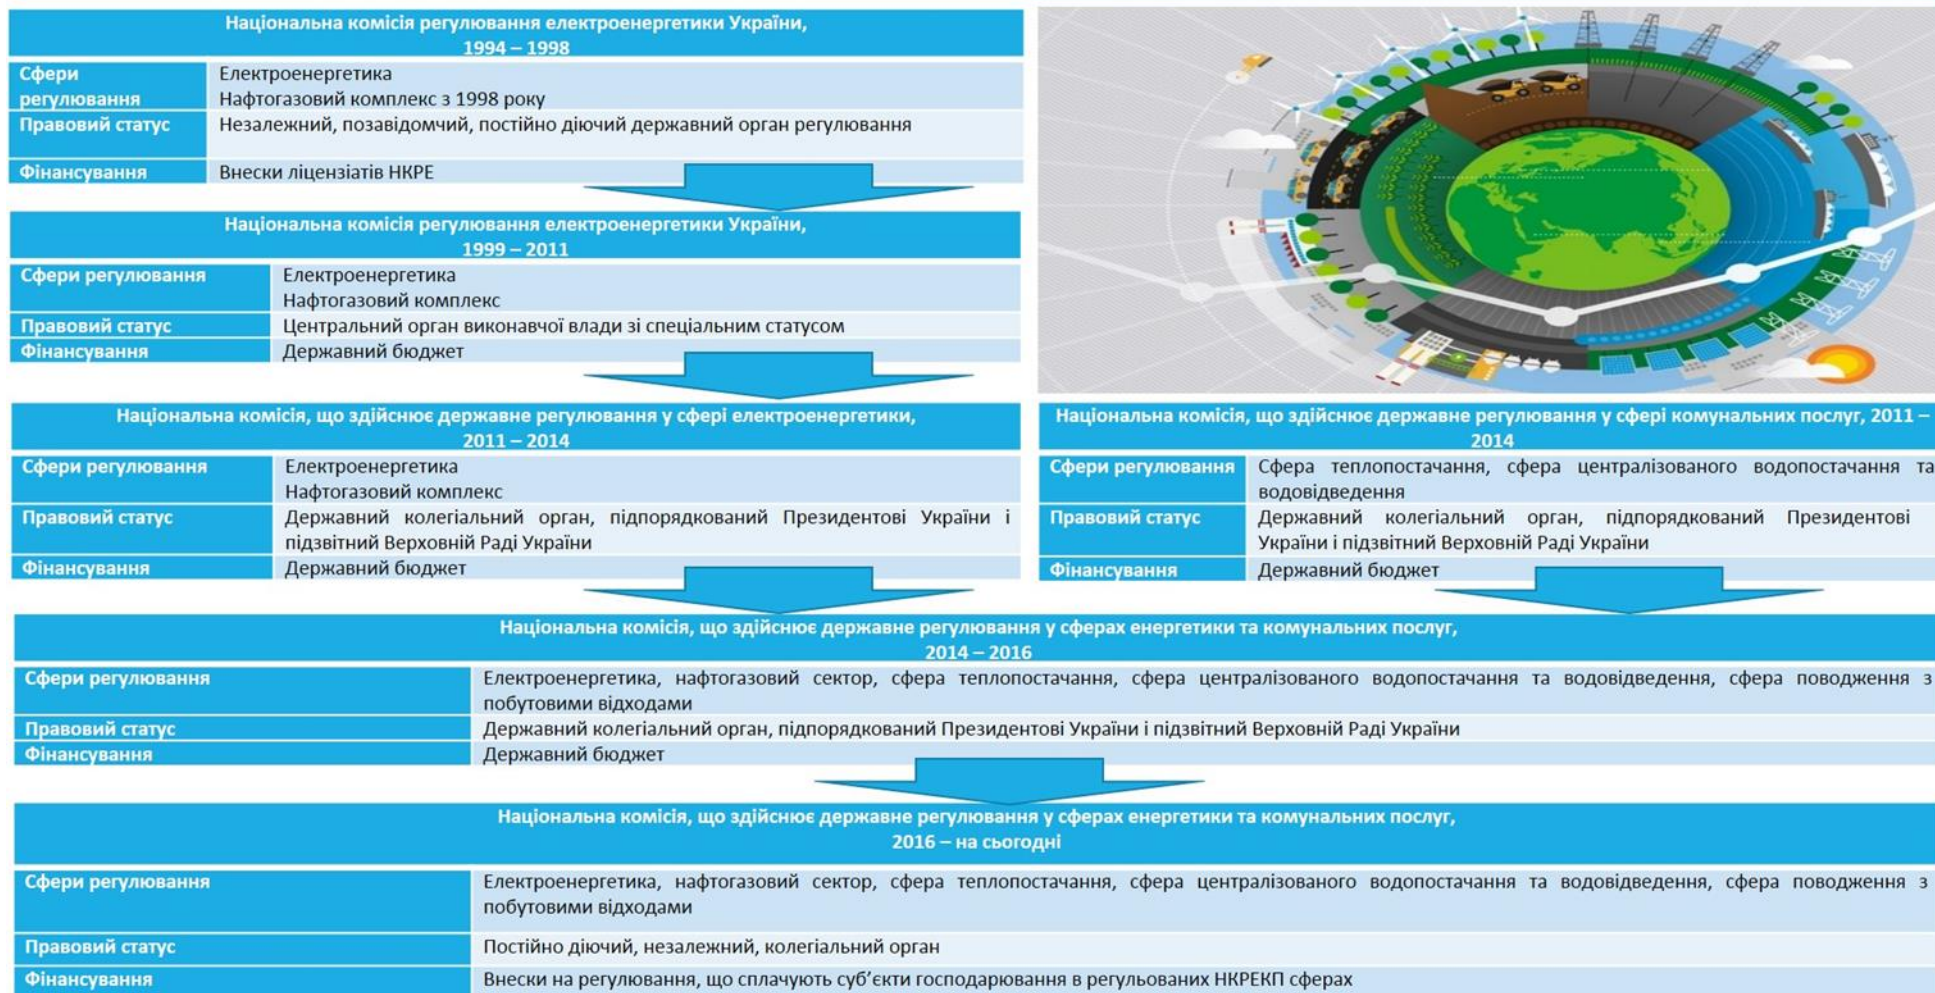 Національна комісія регулювання електроенергетики України,
1994 – 1998
Сфери
регулювання
Електроенергетика
Нафтогазовий комплекс з 1998 року
Правовий статус
Незалежний, позавідомчий, постійно діючий державний орган регулювання
Фінансування
Внески ліцензіатів НКРЕ
Національна комісія регулювання електроенергетики України,
1999 – 2011
Сфери регулювання
Електроенергетика
Нафтогазовий комплекс
Правовий статус
Центральний орган виконавчої влади зі спеціальним статусом
Фінансування
Державний бюджет
Національна комісія, що здійснює державне регулювання у сфері електроенергетики,
2011 – 2014
Сфери регулювання
Електроенергетика
Нафтогазовий комплекс
Правовий статус
Державний колегіальний орган, підпорядкований Президентові України і
підзвітний Верховній Раді України
Фінансування
Державний бюджет
Національна комісія, що здійснює державне регулювання у сфері комунальних послуг, 2011 –
2014
Сфери регулювання
Сфера теплопостачання, сфера централізованого водопостачання та
водовідведення
Правовий статус
Державний колегіальний орган, підпорядкований Президентові
України і підзвітний Верховній Раді України
Фінансування
Державний бюджет
Національна комісія, що здійснює державне регулювання у сферах енергетики та комунальних послуг,
2014 – 2016
Сфери регулювання
Електроенергетика, нафтогазовий сектор, сфера теплопостачання, сфера централізованого водопостачання та водовідведення, сфера поводження з
побутовими відходами
Правовий статус
Державний колегіальний орган, підпорядкований Президентові України і підзвітний Верховній Раді України
Фінансування
Державний бюджет
Національна комісія, що здійснює державне регулювання у сферах енергетики та комунальних послуг,
2016 – на сьогодні
Сфери регулювання
Електроенергетика, нафтогазовий сектор, сфера теплопостачання, сфера централізованого водопостачання та водовідведення, сфера поводження з
побутовими відходами
Правовий статус
Постійно діючий, незалежний, колегіальний орган
Фінансування
Внески на регулювання, що сплачують суб’єкти господарювання в регульованих НКРЕКП сферах